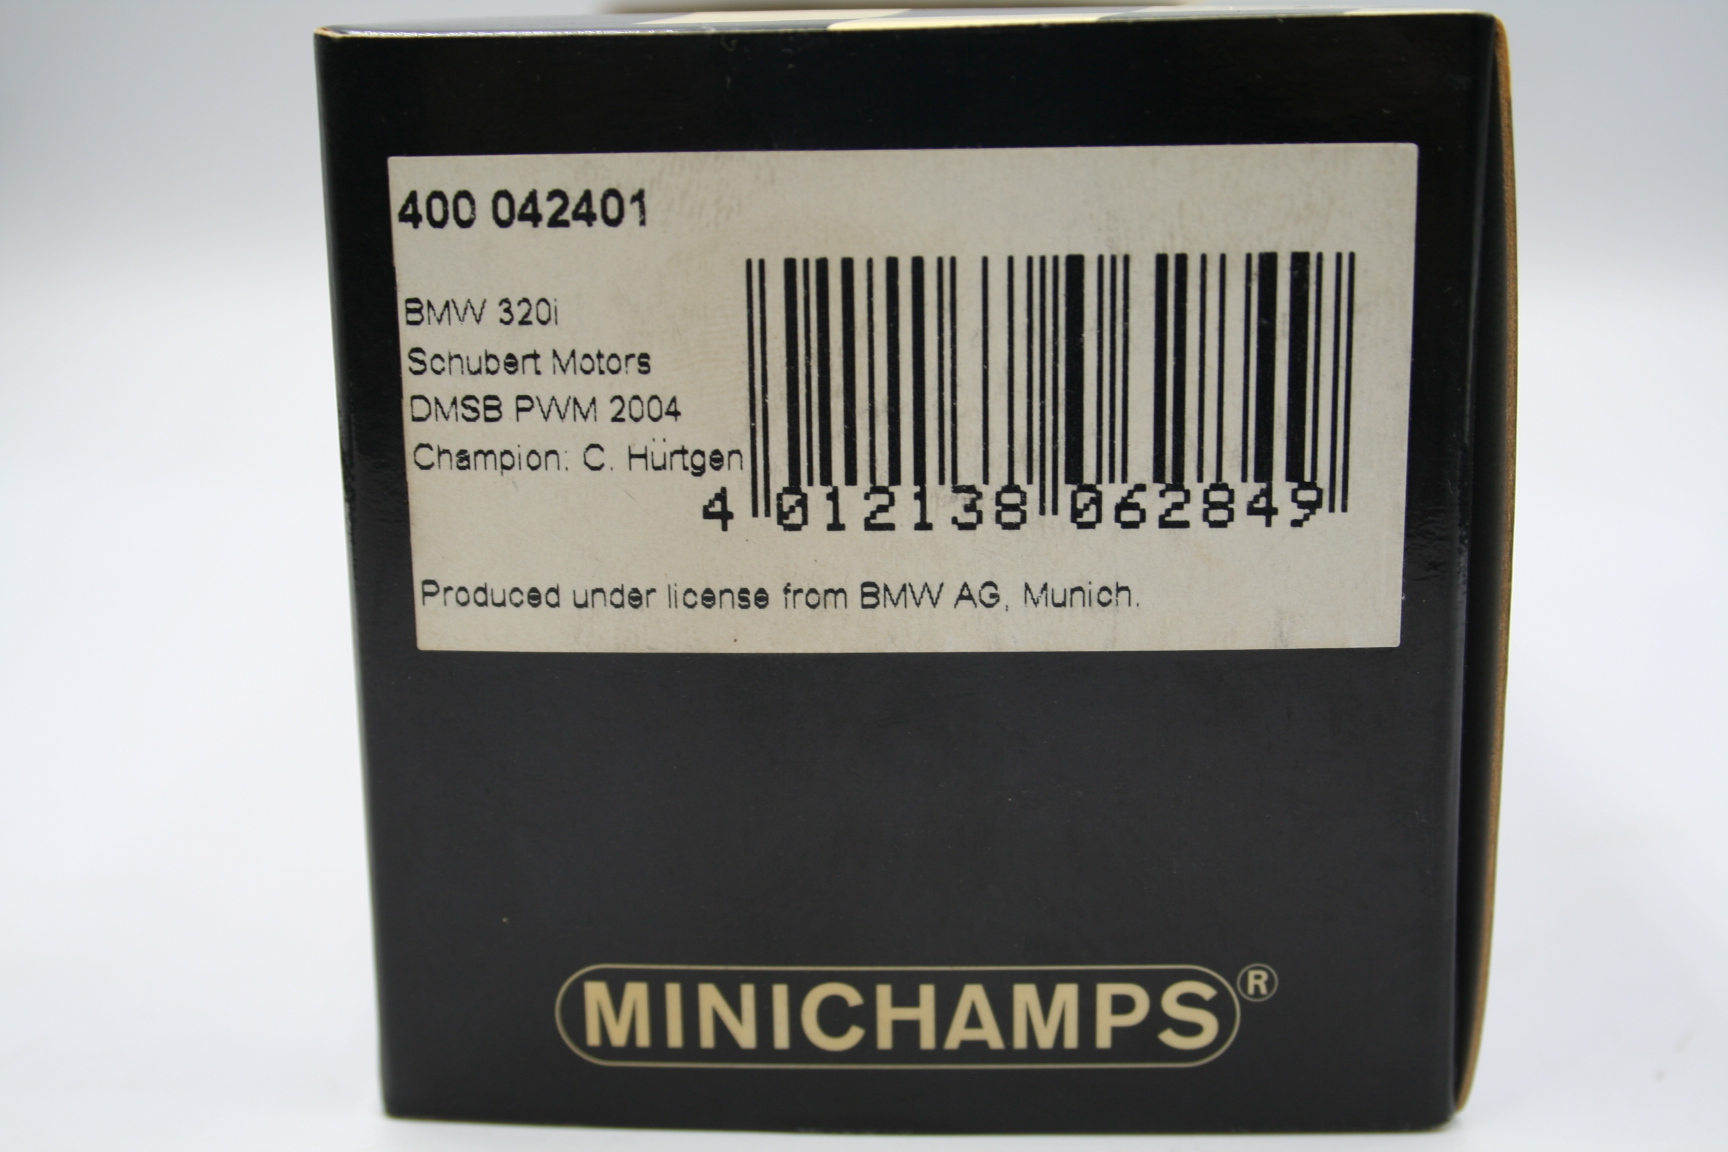 400 042401
BMW 320i
Schubert Motors
DMSB PWM 2004
Champion: C. Hürtgen
4 012138 062849
Produced under license from BMW AG, Munich.
MINICHAMPS®